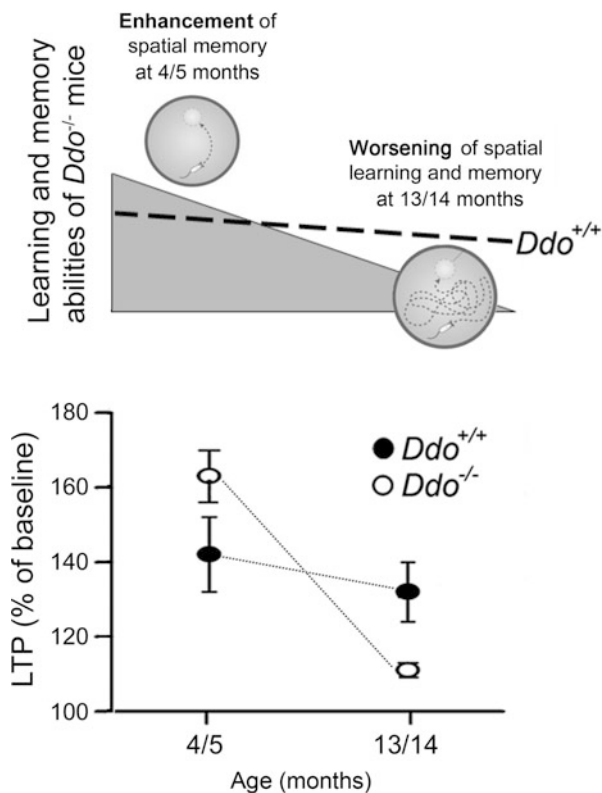 Enhancement of
spatial memory
at 4/5 months
Worsening of spatial
learning and memory
at 13/14 months
Learning and memory
abilities of Ddo-/- mice
Ddo+/+
180
160
140
120
100
LTP (% of baseline)
Ddo+/+
Ddo-/-
4/5
13/14
Age (months)